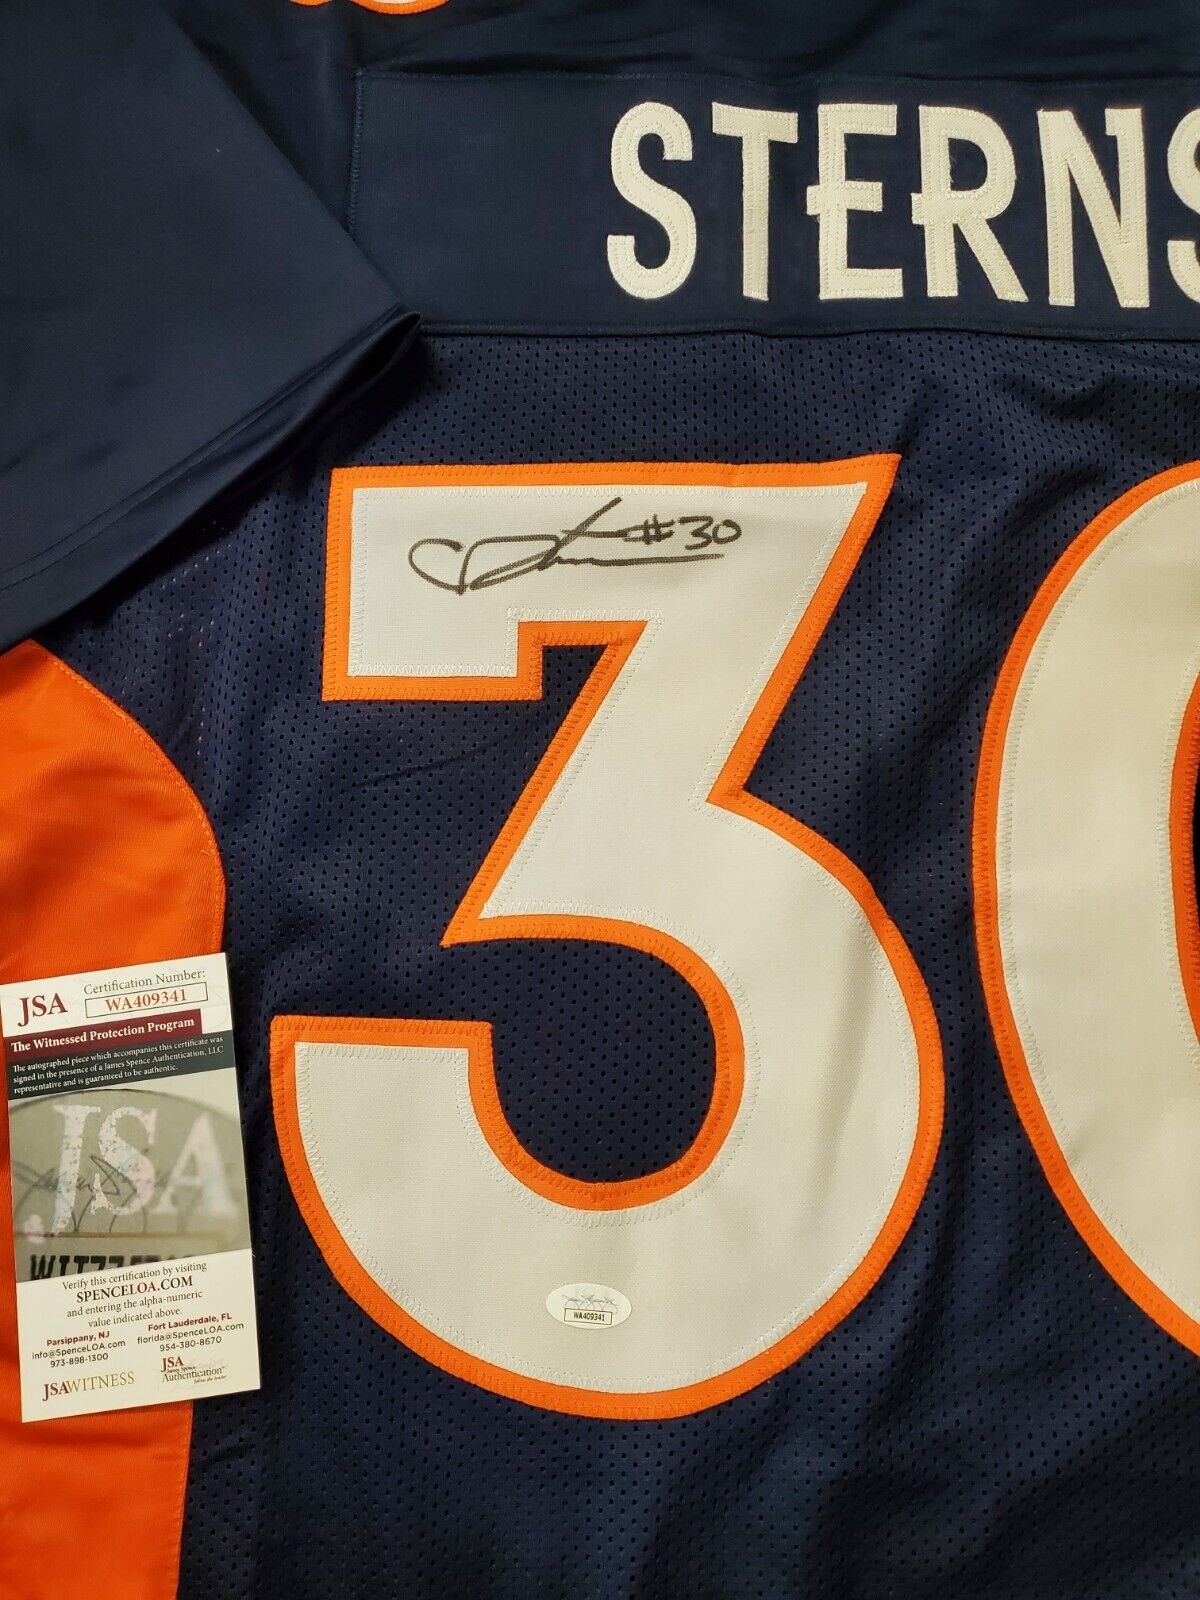 STERNS
#30
30
JSA
Certification Number:
WA409341
The Witnessed Protection Program
The autographed piece which accompanies this certificate was
signed in the presence of a James Spence Authentication, LLC
representative and is guaranteed to be authentic.
JSA
Verify this certification by visiting
SPENCELOA.COM
and entering the alpha-numeric
value indicated above.
Parsippany, NJ
info@SpenceLOA.com
973-898-1300
Fort Lauderdale, FL
florida@SpenceLOA.com
954-380-8670
JSAWITNESS
JSA
James Spence
Authentication
WA409341